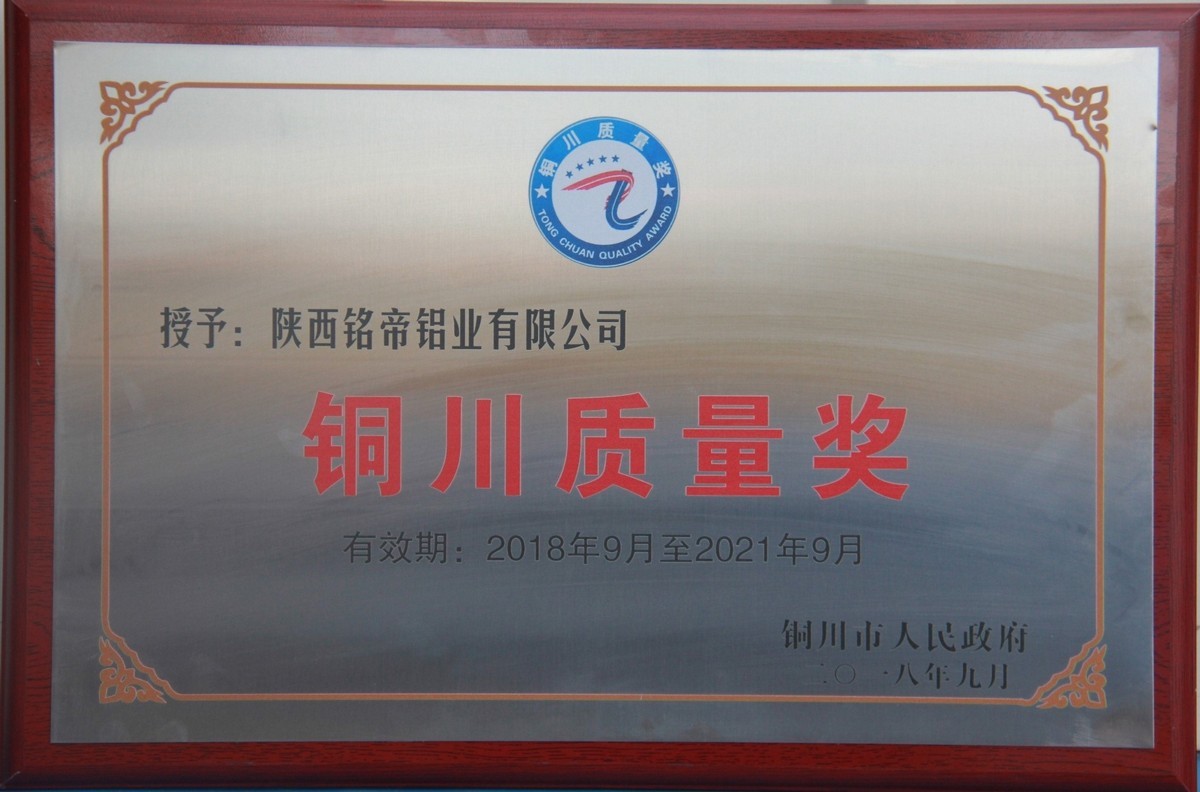 铜川质量奖
TONG CHUAN QUALITY AWARD
授予：陕西铭帝铝业有限公司
铜川质量奖
有效期：2018年9月至2021年9月
铜川市人民政府
二〇一八年九月